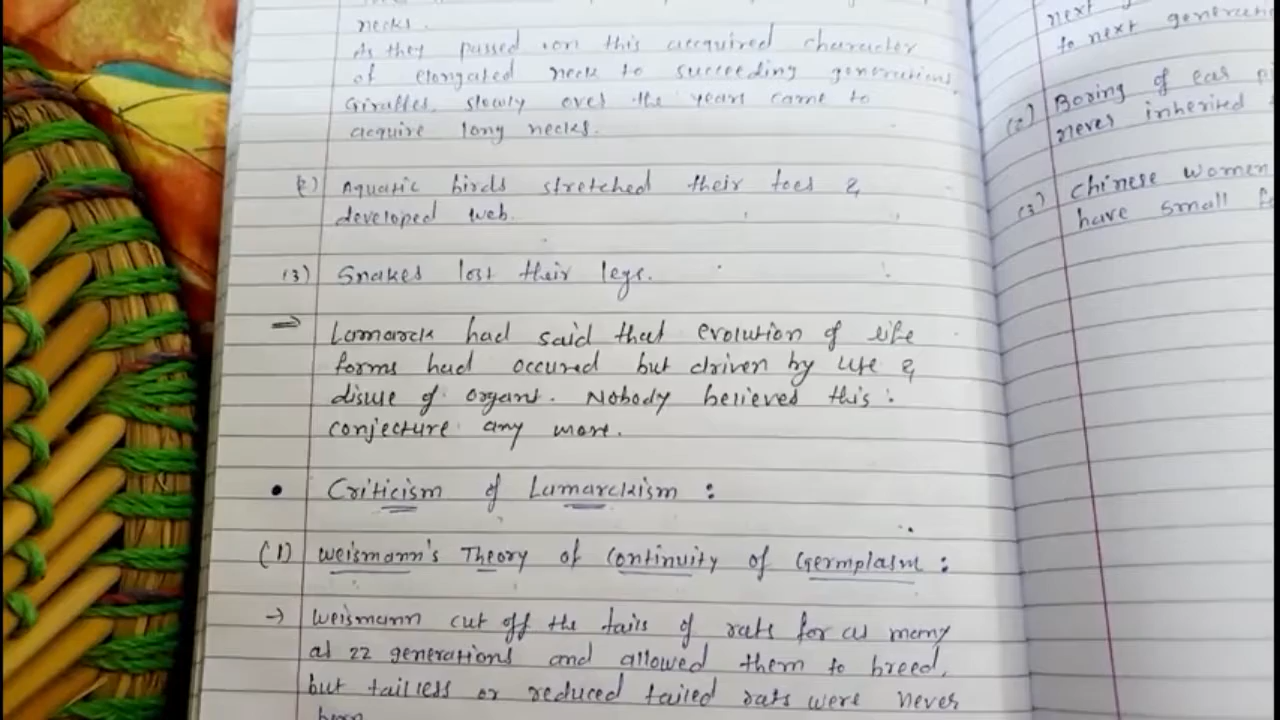 necks.
As they passed on this acquired character
of elongated neck to succeeding generations.
Giraffes, slowly over the years came to
acquire long necks.
(2) Aquatic birds stretched their toes &
developed web.
(3) Snakes lost their legs.
⇒ Lamarck had said that evolution of life
forms had occured but driven by use &
disuse of organs. Nobody believes this
conjecture any more.
• Criticism of Lamarckism :
(1) Weismann's Theory of Continuity of Germplasm :
→ Weismann cut off the tails of rats for as many
as 22 generations and allowed them to breed,
but tailless or reduced tailed rats were never
born
next
to next
(2) Boring of ear
never inherited
(3) Chinese women
have small